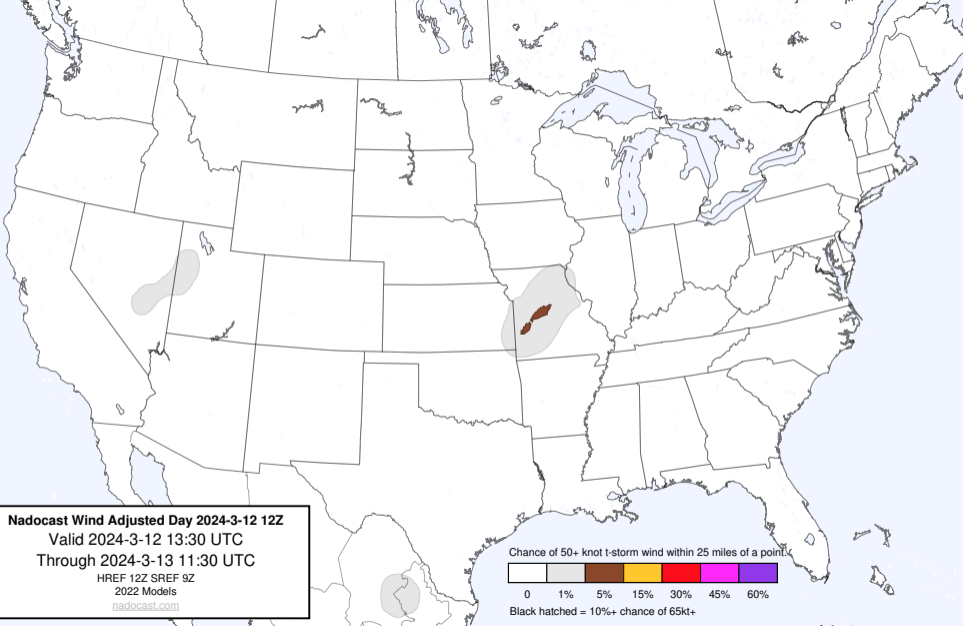 Nadocast Wind Adjusted Day 2024-3-12 12Z
Valid 2024-3-12 13:30 UTC
Through 2024-3-13 11:30 UTC
HREF 12Z SREF 9Z
2022 Models
nadocast.com
Chance of 50+ knot t-storm wind within 25 miles of a point.
0 1% 5% 15% 30% 45% 60%
Black hatched = 10%+ chance of 65kt+